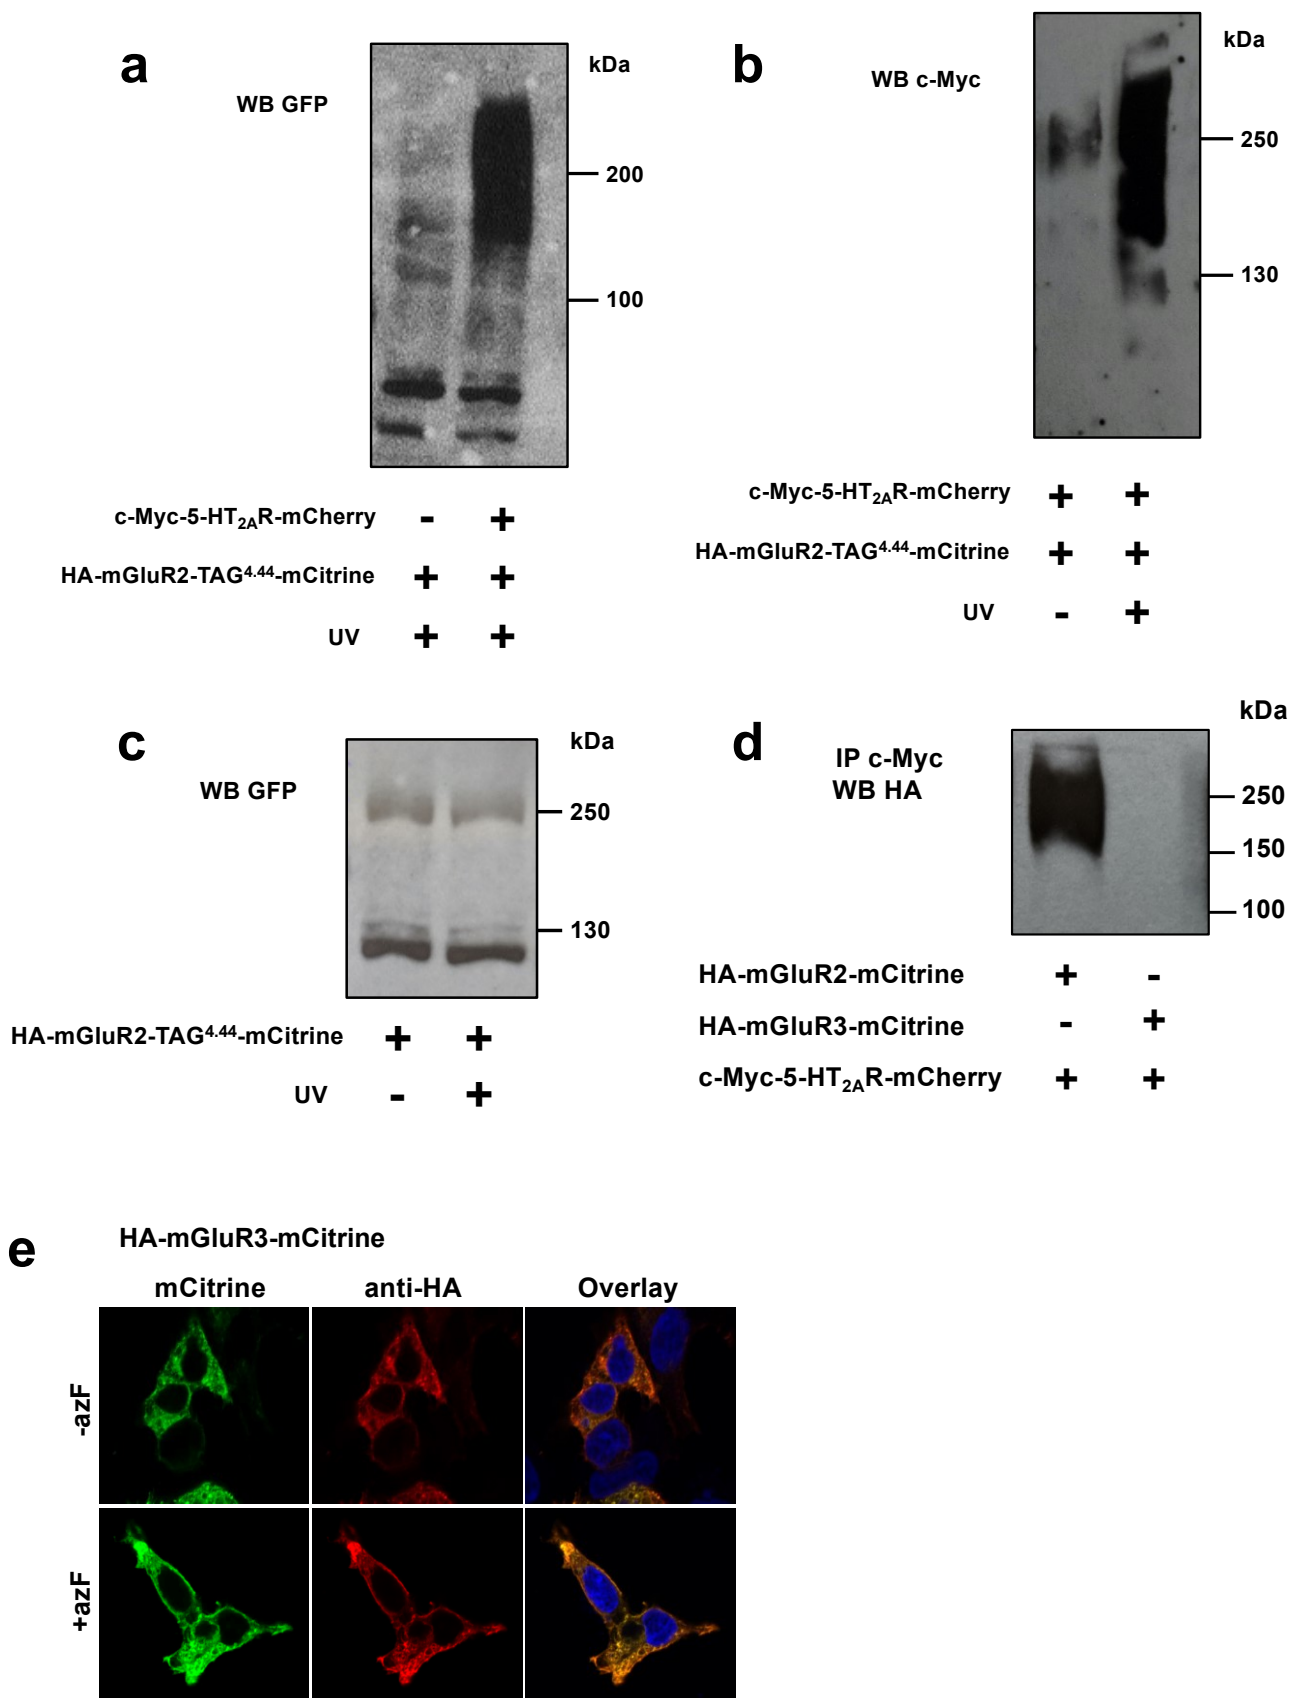 a
WB GFP
kDa
200
100
c-Myc-5-HT2AR-mCherry - +
HA-mGluR2-TAG4.44-mCitrine + +
UV + +
b
WB c-Myc
kDa
250
130
c-Myc-5-HT2AR-mCherry + +
HA-mGluR2-TAG4.44-mCitrine + +
UV - +
c
WB GFP
kDa
250
130
HA-mGluR2-TAG4.44-mCitrine + +
UV - +
d
IP c-Myc
WB HA
kDa
250
150
100
HA-mGluR2-mCitrine + -
HA-mGluR3-mCitrine - +
c-Myc-5-HT2AR-mCherry + +
e
HA-mGluR3-mCitrine
mCitrine anti-HA Overlay
-azF
+azF